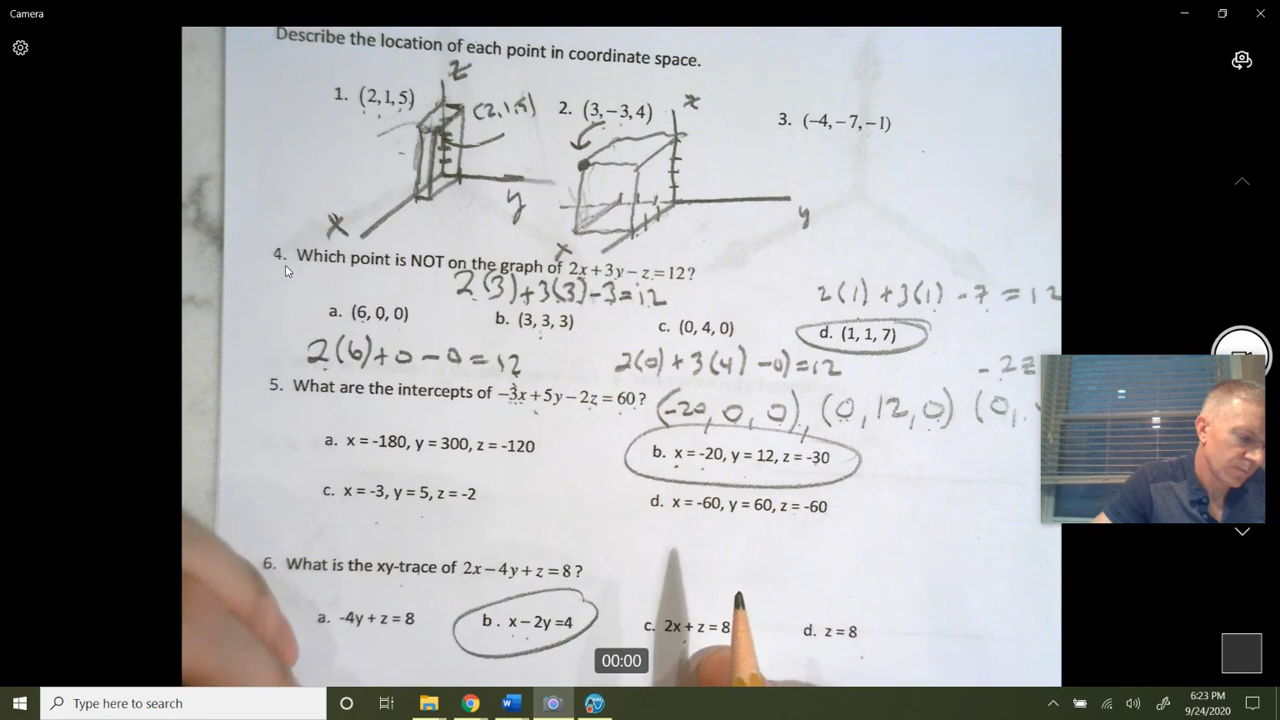 Camera
Describe the location of each point in coordinate space.
z
1. (2,1,5)
(2,1,5)
2. (3,−3,4)
x
3. (−4,−7,−1)
y
x
y
x
4. Which point is NOT on the graph of 2x+3y−z=12?
2(3)+3(3)-3=12
2(1)+3(1)-7=12
a. (6, 0, 0)
b. (3, 3, 3)
c. (0, 4, 0)
d. (1, 1, 7)
2(6)+0-0=12
2(0)+3(4)-0)=12
-2z
5. What are the intercepts of −3x+5y−2z=60?
(-20,0,0), (0,12,0) (0,
a. x = -180, y = 300, z = -120
b. x = -20, y = 12, z = -30
c. x = -3, y = 5, z = -2
d. x = -60, y = 60, z = -60
6. What is the xy-trace of 2x−4y+z=8?
a. -4y + z = 8
b . x − 2y =4
c. 2x + z = 8
d. z = 8
00:00
Type here to search
6:23 PM
9/24/2020